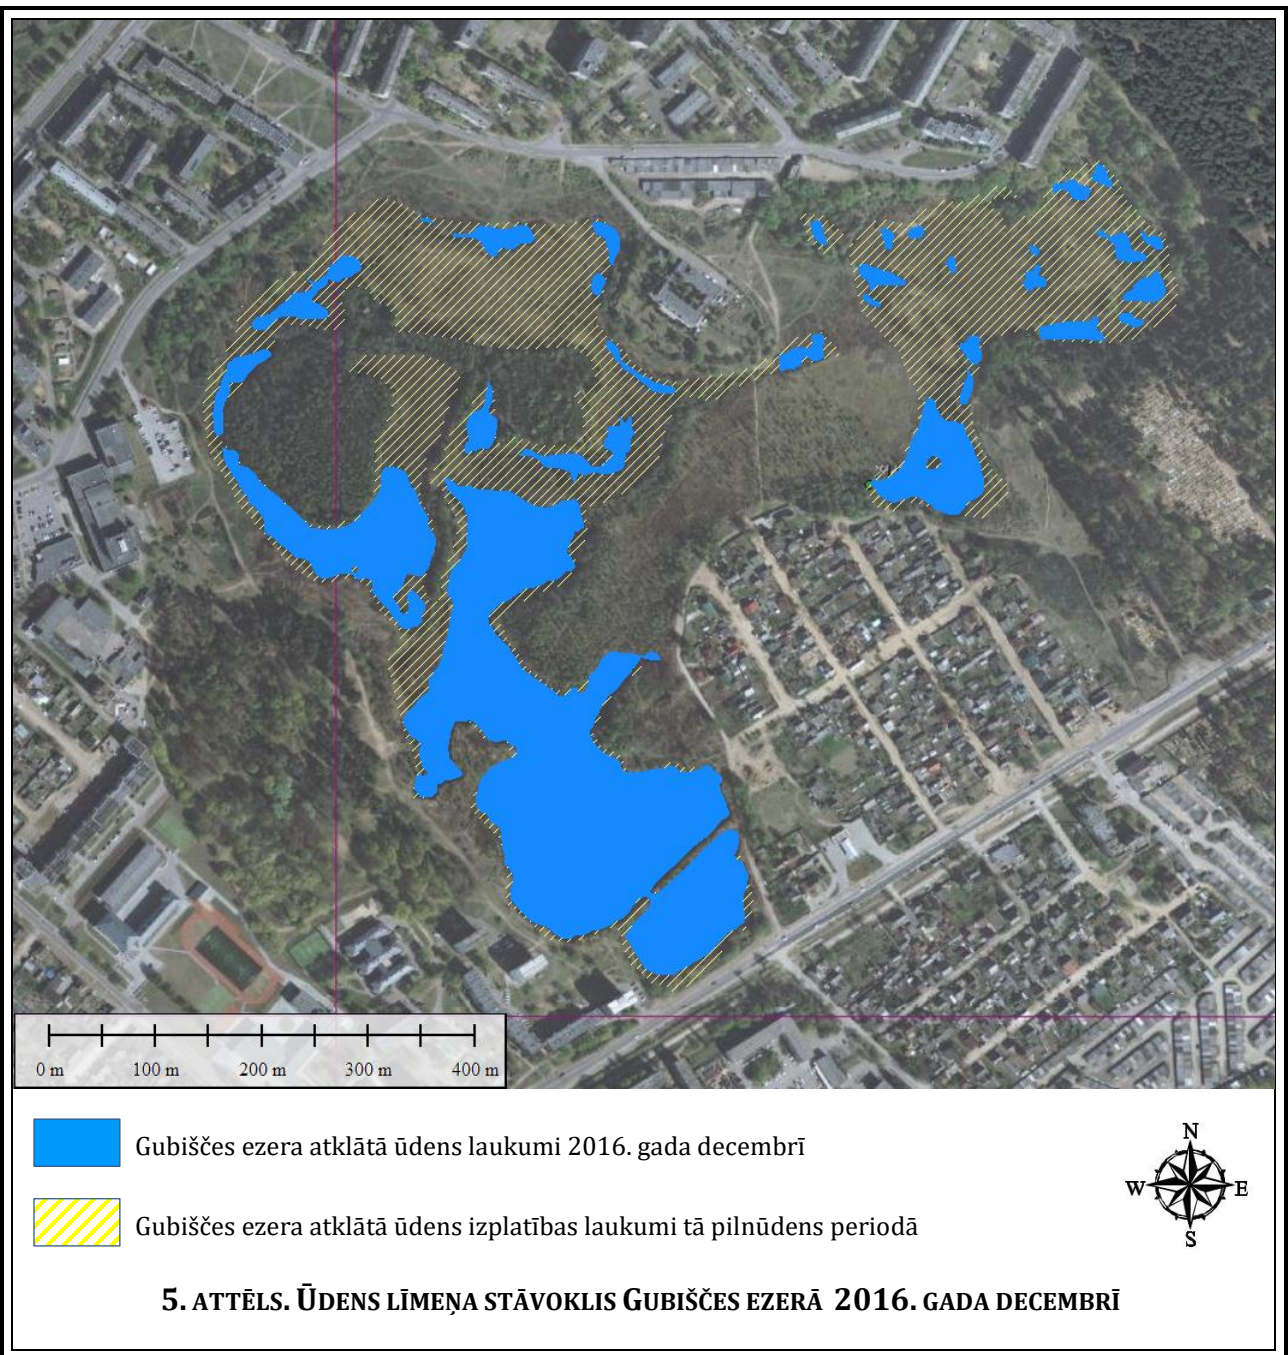 0 m 100 m 200 m 300 m 400 m
Gubiščes ezera atklātā ūdens laukumi 2016. gada decembrī
Gubiščes ezera atklātā ūdens izplatības laukumi tā pilnūdens periodā
N
W E
S
5. ATTĒLS. ŪDENS LĪMEŅA STĀVOKLIS GUBIŠČES EZERĀ 2016. GADA DECEMBRĪ